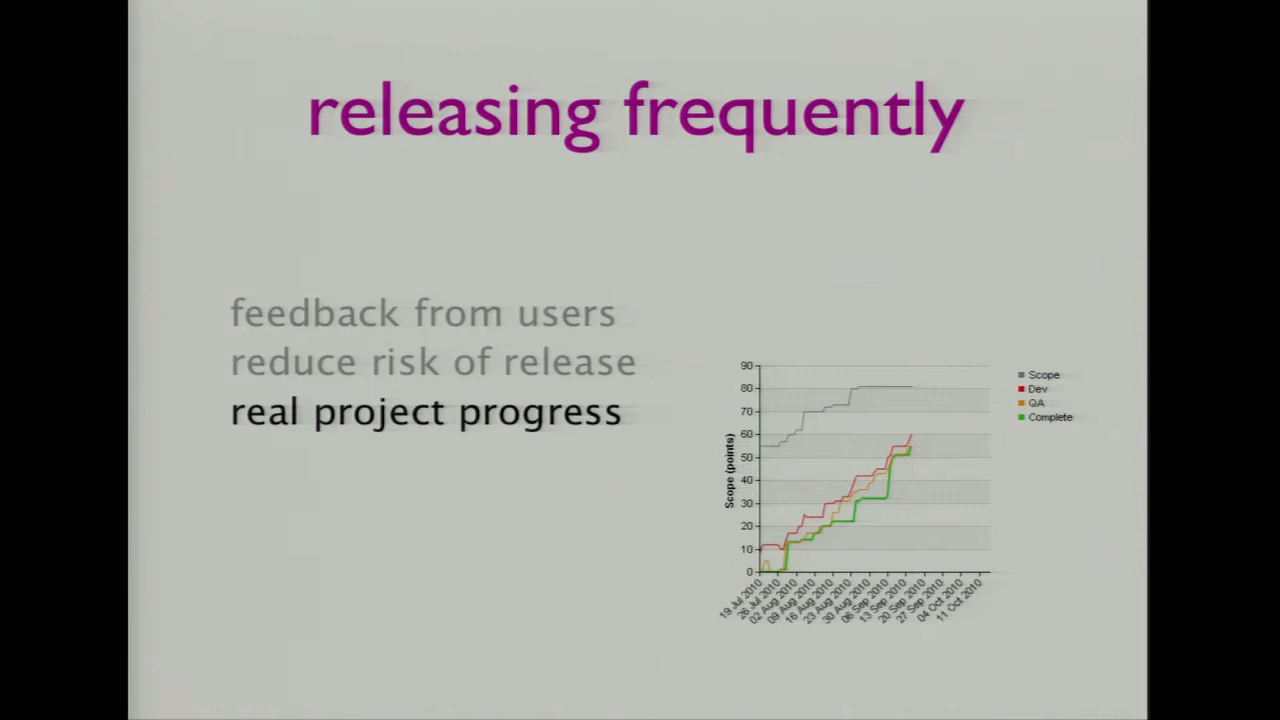 releasing frequently
feedback from users
reduce risk of release
real project progress
90
80
70
60
50
40
30
20
10
0
Scope (points)
19 Jul 2010
26 Jul 2010
02 Aug 2010
09 Aug 2010
16 Aug 2010
23 Aug 2010
30 Aug 2010
06 Sep 2010
13 Sep 2010
20 Sep 2010
27 Sep 2010
04 Oct 2010
11 Oct 2010
Scope
Dev
QA
Complete